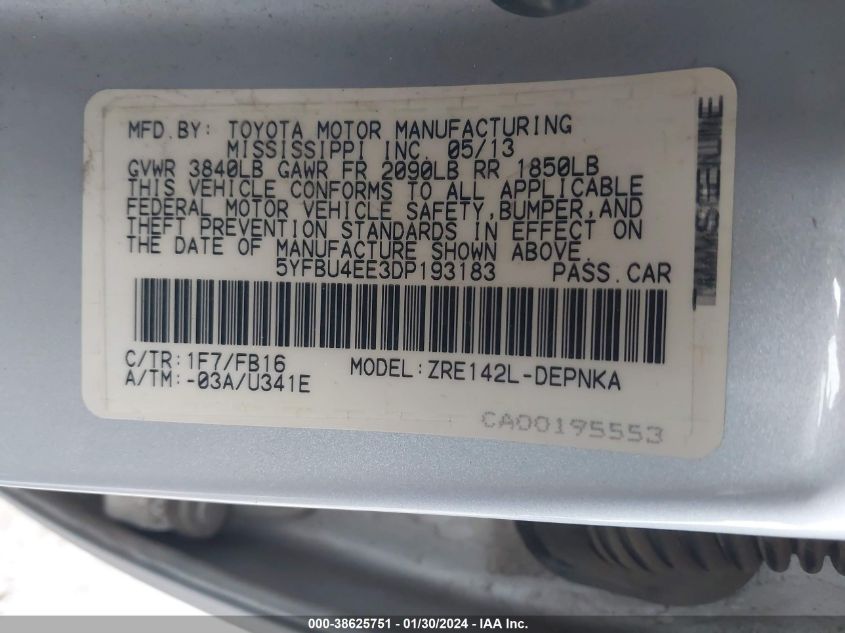 MFD.BY: TOYOTA MOTOR MANUFACTURING
MISSISSIPPI INC. 05/13
GVWR 3840LB GAWR FR 2090LB RR 1850LB
THIS VEHICLE CONFORMS TO ALL APPLICABLE
FEDERAL MOTOR VEHICLE SAFETY,BUMPER,AND
THEFT PREVENTION STANDARDS IN EFFECT ON
THE DATE OF MANUFACTURE SHOWN ABOVE.
5YFBU4EE3DP193183 PASS.CAR
C/TR:1F7/FB16 MODEL:ZRE142L-DEPNKA
A/TM:-03A/U341E
CA00195553
000-38625751 - 01/30/2024 - IAA, Inc.